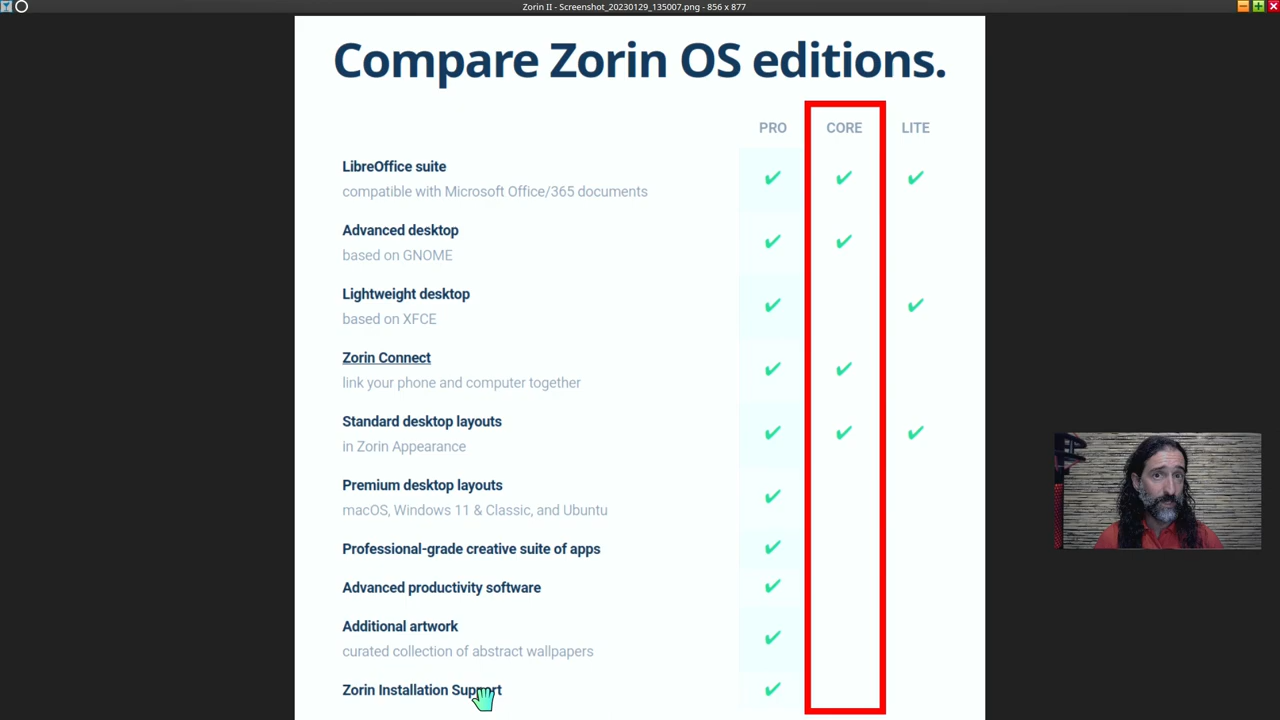 Zorin II - Screenshot_20230129_135007.png - 856 x 877
Compare Zorin OS editions.
PRO CORE LITE
LibreOffice suite ✔ ✔ ✔
compatible with Microsoft Office/365 documents
Advanced desktop ✔ ✔
based on GNOME
Lightweight desktop ✔ ✔
based on XFCE
Zorin Connect ✔ ✔
link your phone and computer together
Standard desktop layouts ✔ ✔ ✔
in Zorin Appearance
Premium desktop layouts ✔
macOS, Windows 11 & Classic, and Ubuntu
Professional-grade creative suite of apps ✔
Advanced productivity software ✔
Additional artwork ✔
curated collection of abstract wallpapers
Zorin Installation Support ✔